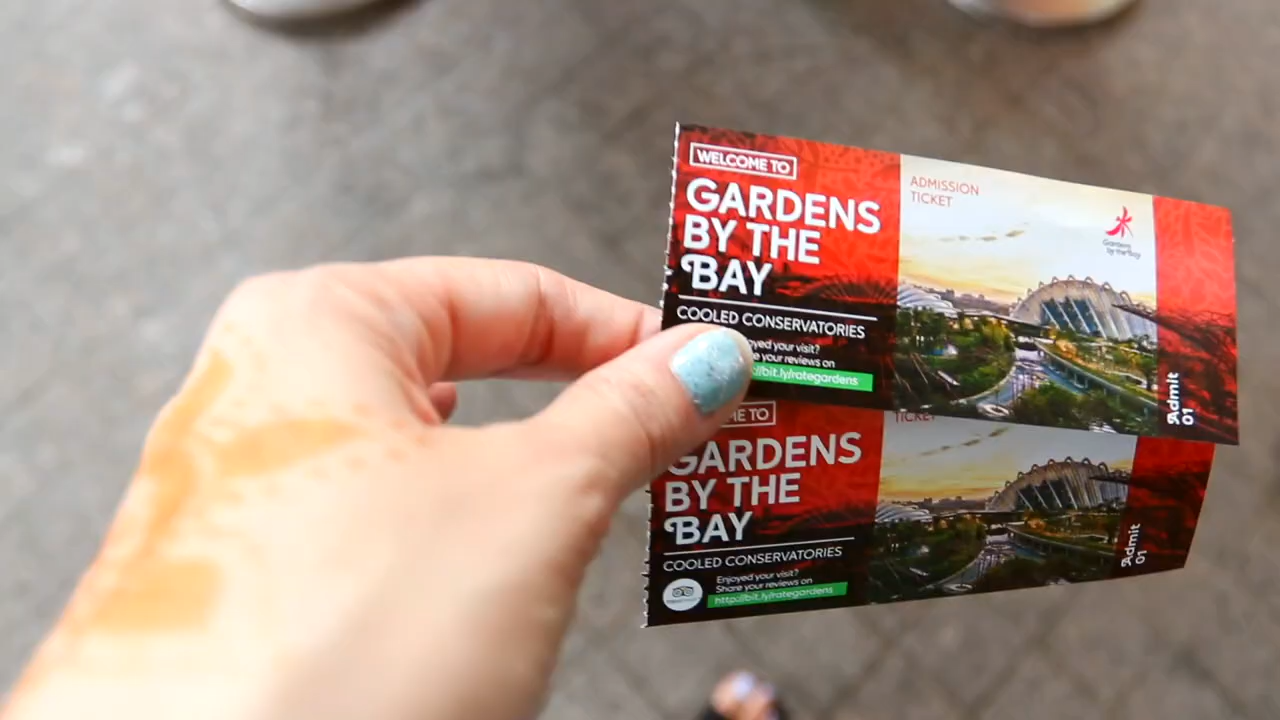 WELCOME TO
GARDENS
BY THE
BAY
COOLED CONSERVATORIES
oyed your visit?
e your reviews on
//bit.ly/rategardens
ADMISSION
TICKET
Gardens
by the Bay
Admit
01
ME TO
GARDENS
BY THE
BAY
COOLED CONSERVATORIES
Enjoyed your visit?
Share your reviews on
http://bit.ly/rategardens
TICKET
Admit
01